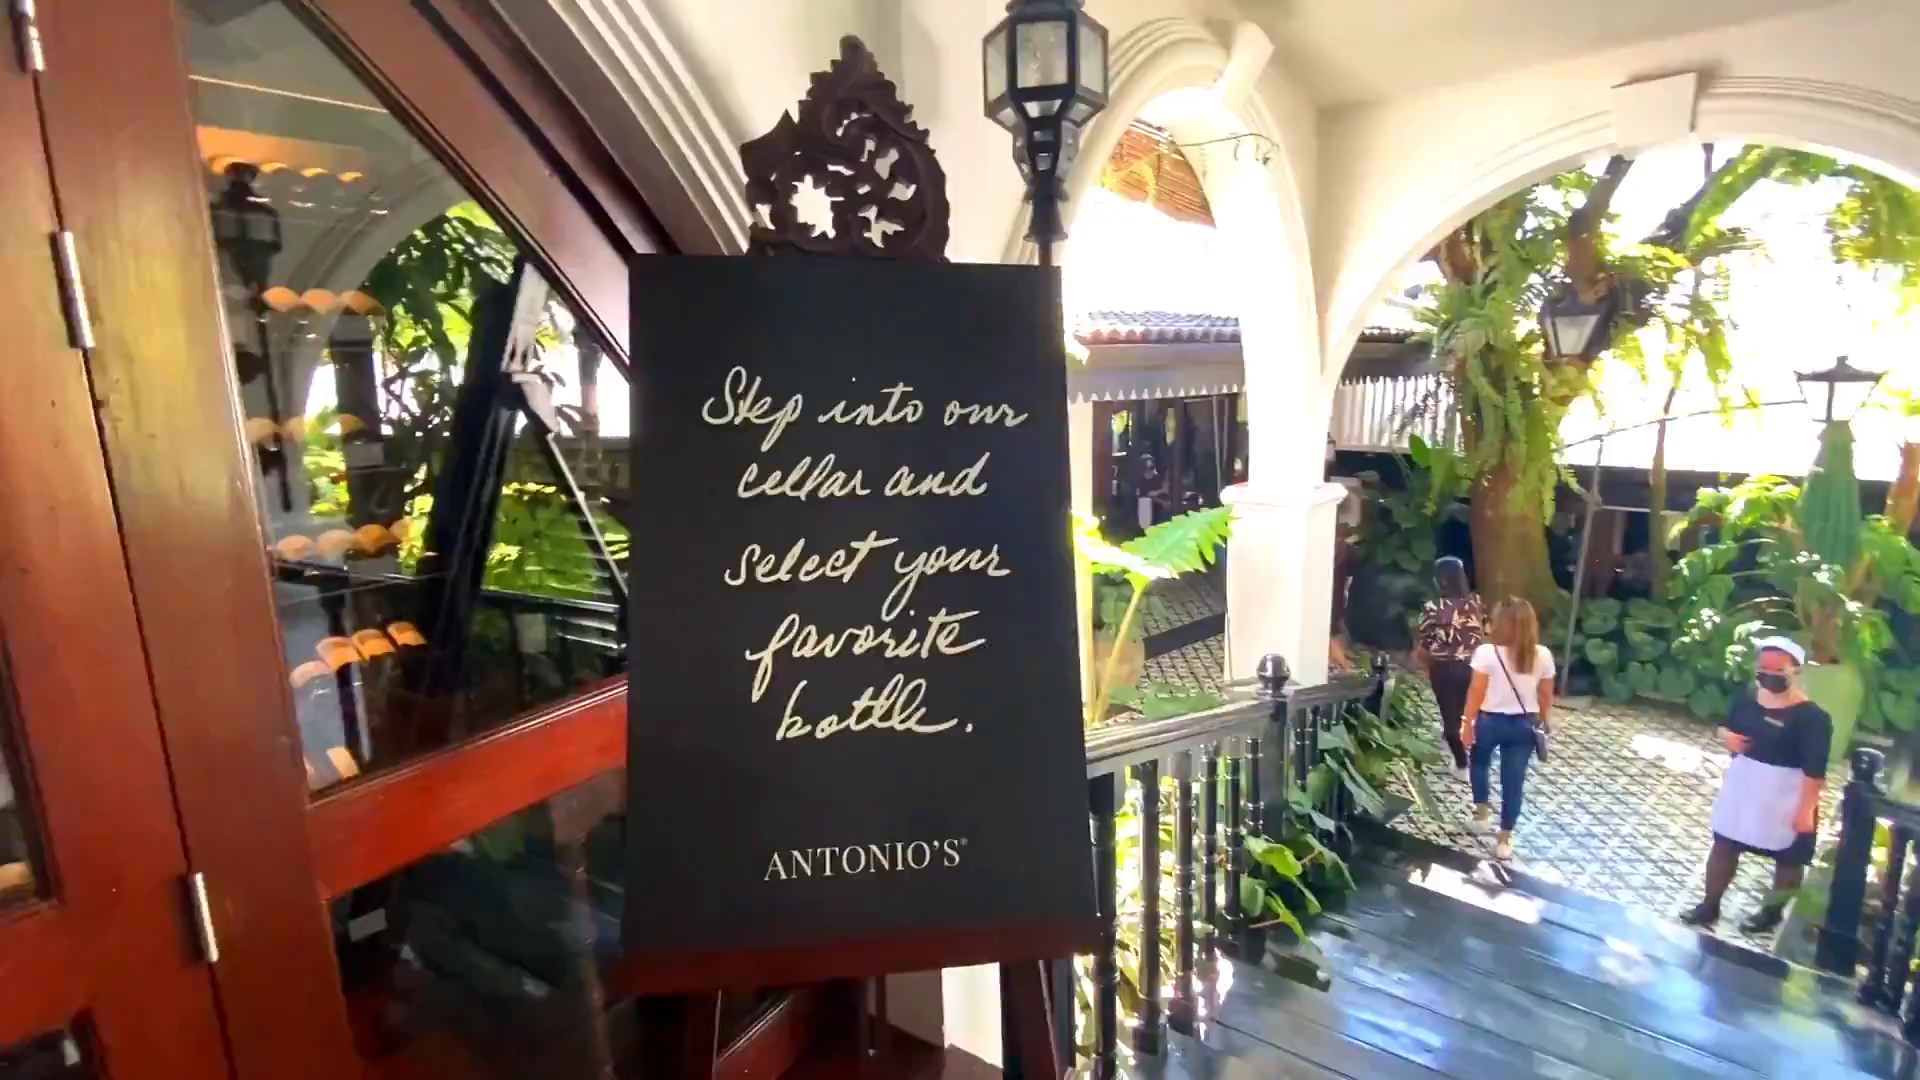 Step into our
cellar and
select your
favorite
bottle.
ANTONIO'S®